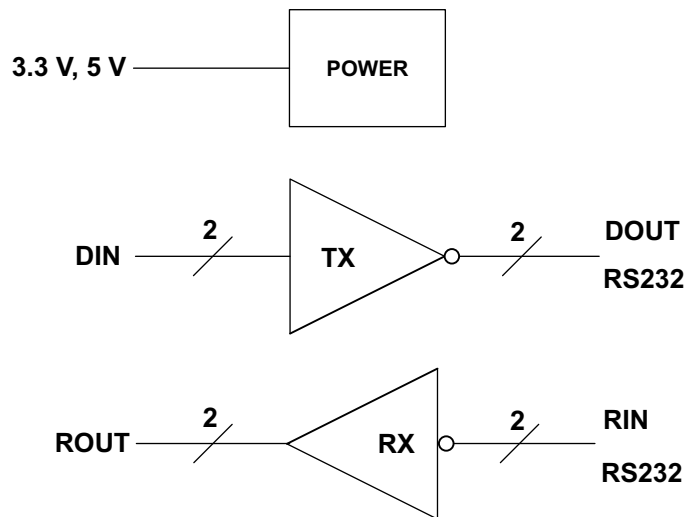 3.3 V, 5 V
POWER
DIN
2
TX
2
DOUT
RS232
ROUT
2
RX
2
RIN
RS232